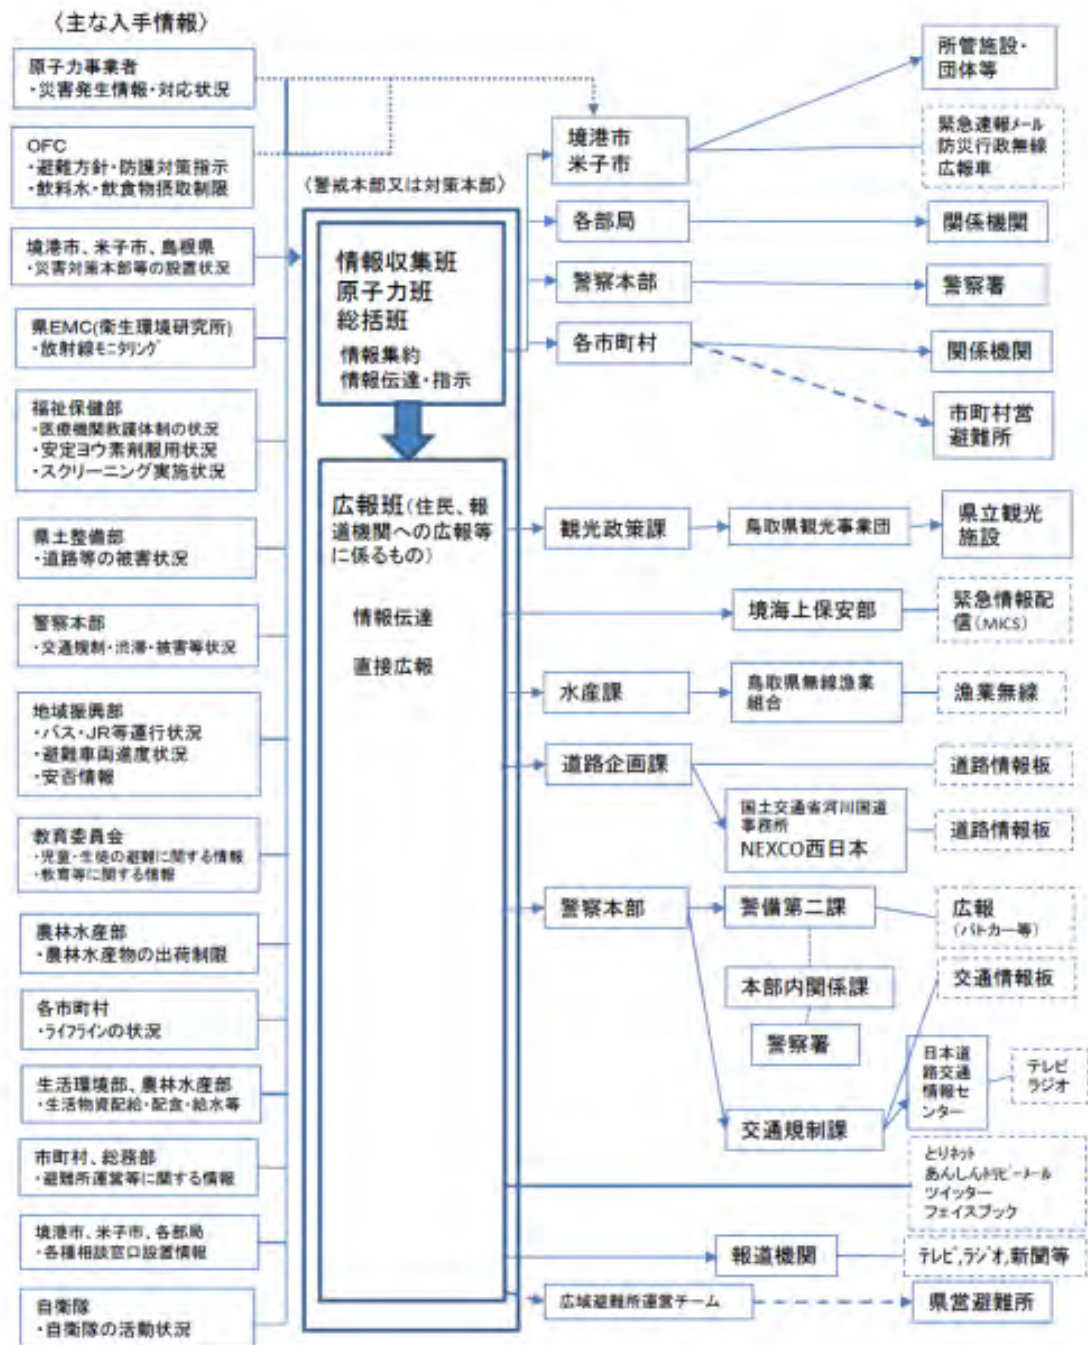 〈主な入手情報〉
原子力事業者
・災害発生情報・対応状況
OFC
・避難方針・防護対策指示
・飲料水・飲食物摂取制限
境港市、米子市、島根県
・災害対策本部等の設置状況
県EMC(衛生環境研究所)
・放射線モニタリング
福祉保健部
・医療機関救護体制の状況
・安定ヨウ素剤服用状況
・スクリーニング実施状況
県土整備部
・道路等の被害状況
警察本部
・交通規制・渋滞・被害等状況
地域振興部
・バス・JR等運行状況
・避難車両進度状況
・安否情報
教育委員会
・児童・生徒の避難に関する情報
・教育等に関する情報
農林水産部
・農林水産物の出荷制限
各市町村
・ライフラインの状況
生活環境部、農林水産部
・生活物資配給・配食・給水等
市町村、総務部
・避難所運営等に関する情報
境港市、米子市、各部局
・各種相談窓口設置情報
自衛隊
・自衛隊の活動状況
〈警戒本部又は対策本部〉
情報収集班
原子力班
総括班
情報集約
情報伝達・指示
広報班(住民、報
道機関への広報等
に係るもの)
情報伝達
直接広報
境港市
米子市
所管施設・
団体等
緊急速報メール
防災行政無線
広報車
各部局
関係機関
警察本部
警察署
各市町村
関係機関
市町村営
避難所
観光政策課
鳥取県観光事業団
県立観光
施設
境海上保安部
緊急情報配
信(MICS)
水産課
鳥取県無線漁業
組合
漁業無線
道路企画課
道路情報板
国土交通省河川国道
事務所
NEXCO西日本
道路情報板
警察本部
警備第二課
広報
(パトカー等)
本部内関係課
警察署
交通情報板
交通規制課
日本道
路交通
情報セ
ンター
テレビ
ラジオ
とりネット
あんしんトリピーメール
ツイッター
フェイスブック
報道機関
テレビ,ラジオ,新聞等
広域避難所運営チーム
県営避難所